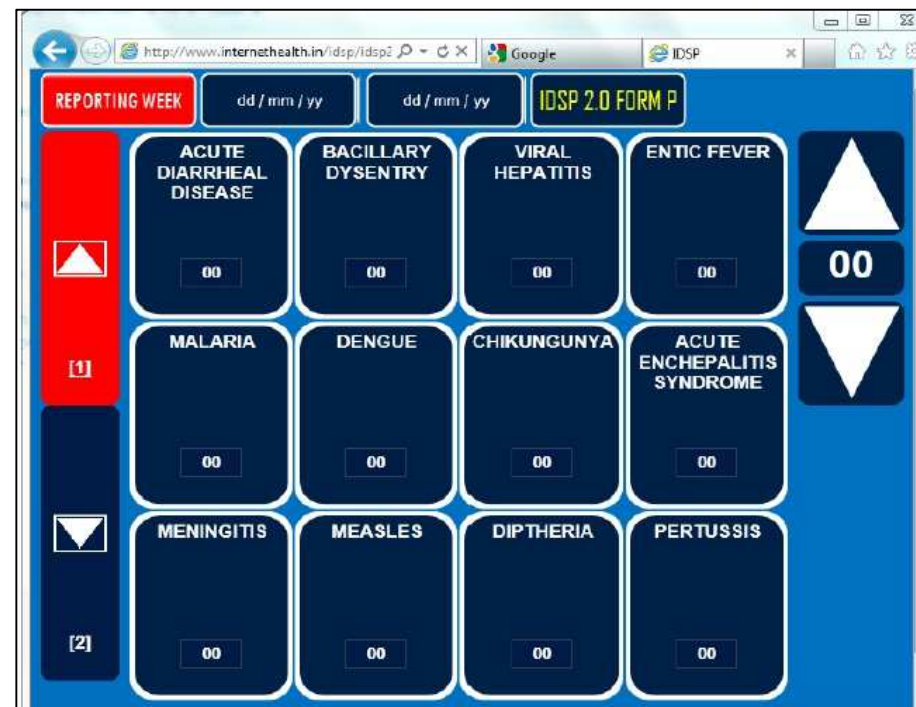 http://www.internethealth.in/idsp/idsp2
Google
IDSP
REPORTING WEEK
dd / mm / yy
dd / mm / yy
IDSP 2.0 FORM P
ACUTE
DIARRHEAL
DISEASE
00
BACILLARY
DYSENTRY
00
VIRAL
HEPATITIS
00
ENTIC FEVER
00
00
[1]
MALARIA
00
DENGUE
00
CHIKUNGUNYA
00
ACUTE
ENCHEPALITIS
SYNDROME
00
[2]
MENINGITIS
00
MEASLES
00
DIPTHERIA
00
PERTUSSIS
00